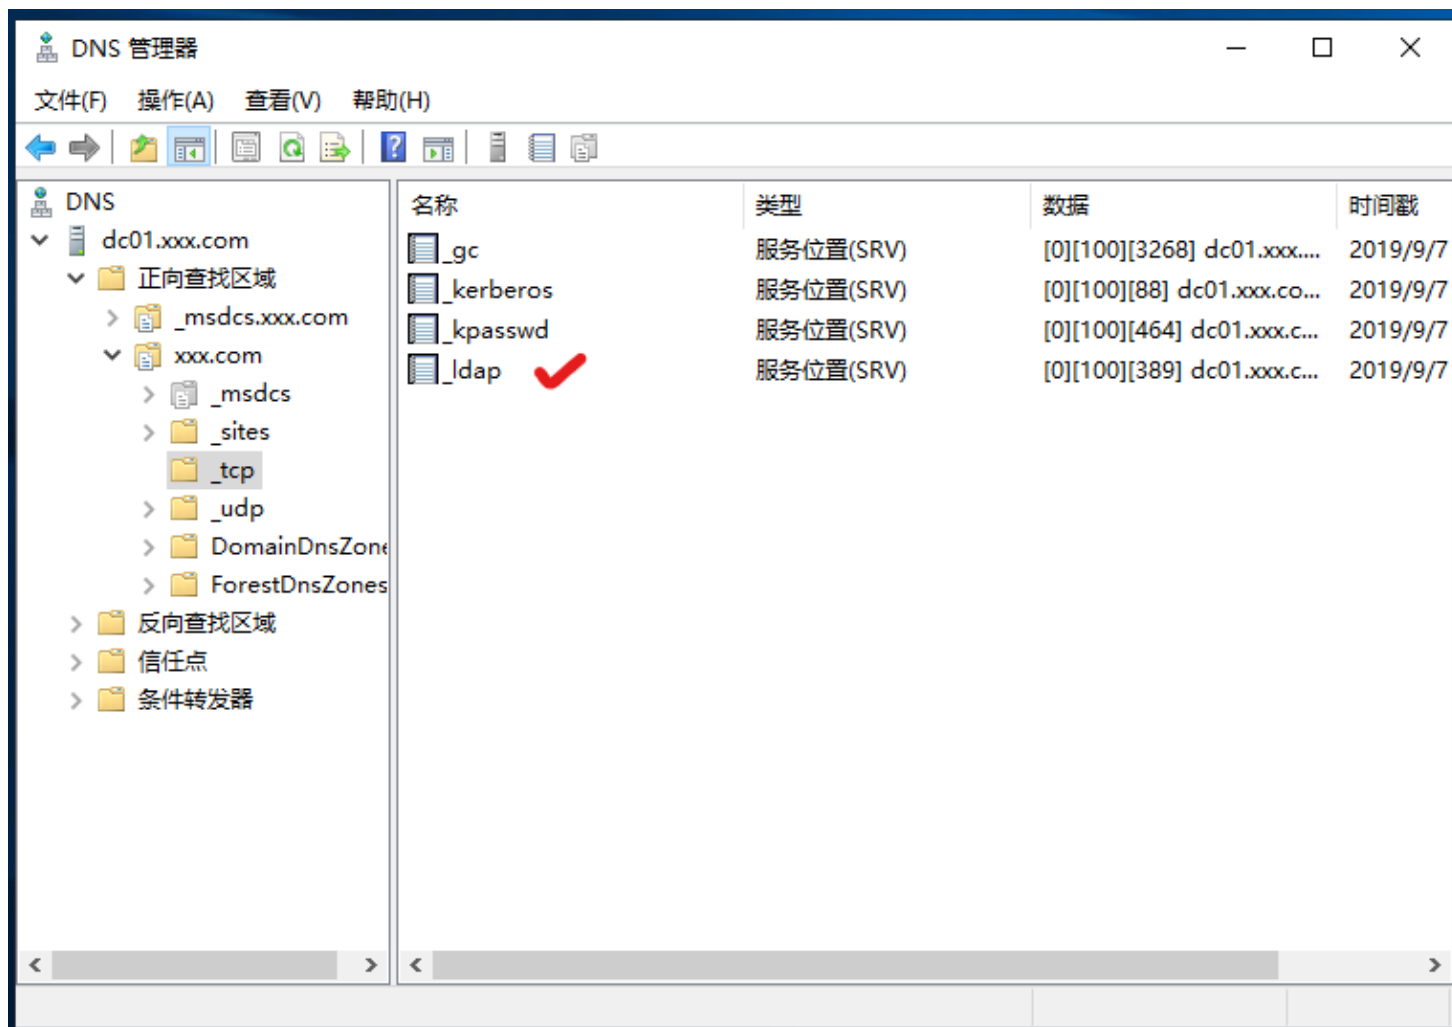 DNS 管理器
文件(F) 操作(A) 查看(V) 帮助(H)
DNS
dc01.xxx.com
正向查找区域
_msdcs.xxx.com
xxx.com
_msdcs
_sites
_tcp
_udp
DomainDnsZone
ForestDnsZones
反向查找区域
信任点
条件转发器
名称 类型 数据 时间戳
_gc 服务位置(SRV) [0][100][3268] dc01.xxx.... 2019/9/7
_kerberos 服务位置(SRV) [0][100][88] dc01.xxx.co... 2019/9/7
_kpasswd 服务位置(SRV) [0][100][464] dc01.xxx.c... 2019/9/7
_ldap 服务位置(SRV) [0][100][389] dc01.xxx.c... 2019/9/7